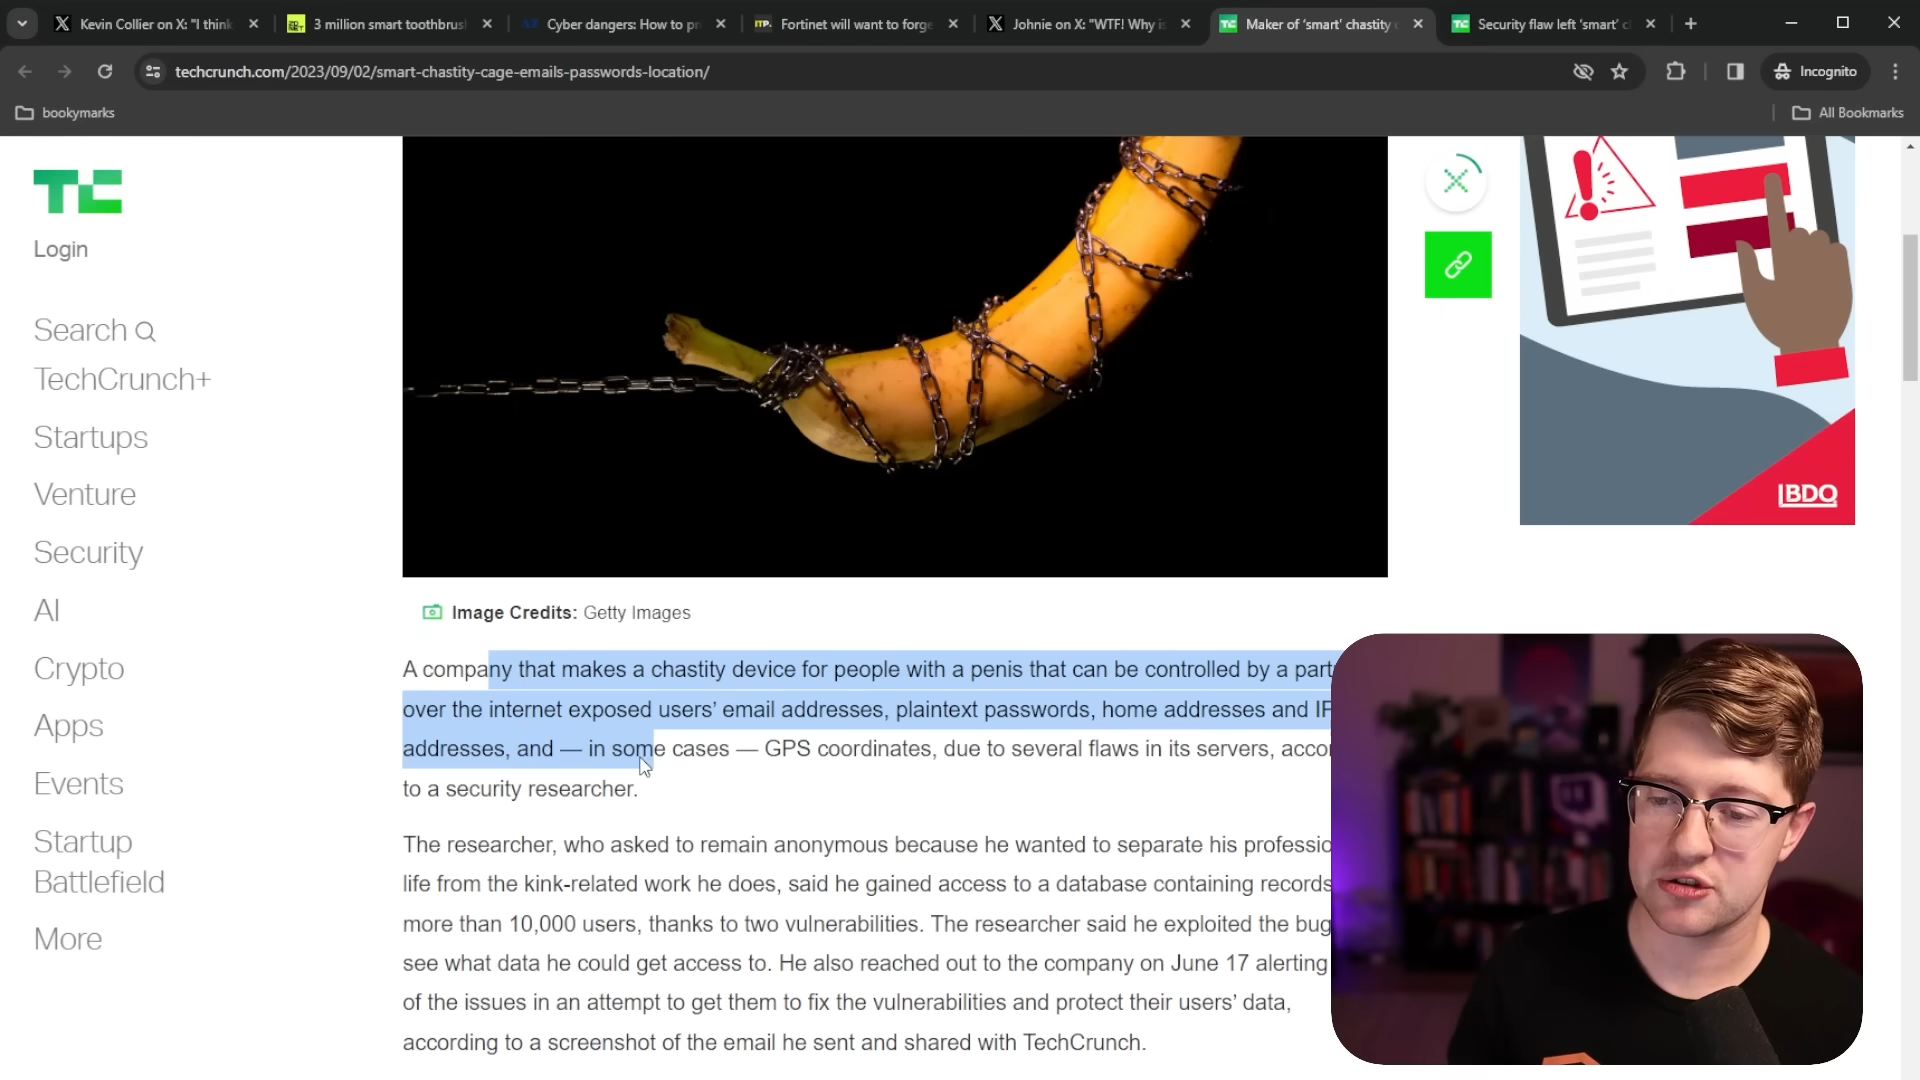 Kevin Collier on X: "I think
3 million smart toothbrus
Cyber dangers: How to pr
Fortinet will want to forge
Johnie on X: "WTF! Why is
Maker of 'smart' chastity c
Security flaw left 'smart' c
techcrunch.com/2023/09/02/smart-chastity-cage-emails-passwords-location/
Incognito
bookymarks
All Bookmarks
TC
Login
Search
TechCrunch+
Startups
Venture
Security
AI
Crypto
Apps
Events
Startup
Battlefield
More
BDO
Image Credits: Getty Images
A company that makes a chastity device for people with a penis that can be controlled by a part
over the internet exposed users' email addresses, plaintext passwords, home addresses and IP
addresses, and — in some cases — GPS coordinates, due to several flaws in its servers, accor
to a security researcher.
The researcher, who asked to remain anonymous because he wanted to separate his professio
life from the kink-related work he does, said he gained access to a database containing records
more than 10,000 users, thanks to two vulnerabilities. The researcher said he exploited the bug
see what data he could get access to. He also reached out to the company on June 17 alerting
of the issues in an attempt to get them to fix the vulnerabilities and protect their users' data,
according to a screenshot of the email he sent and shared with TechCrunch.